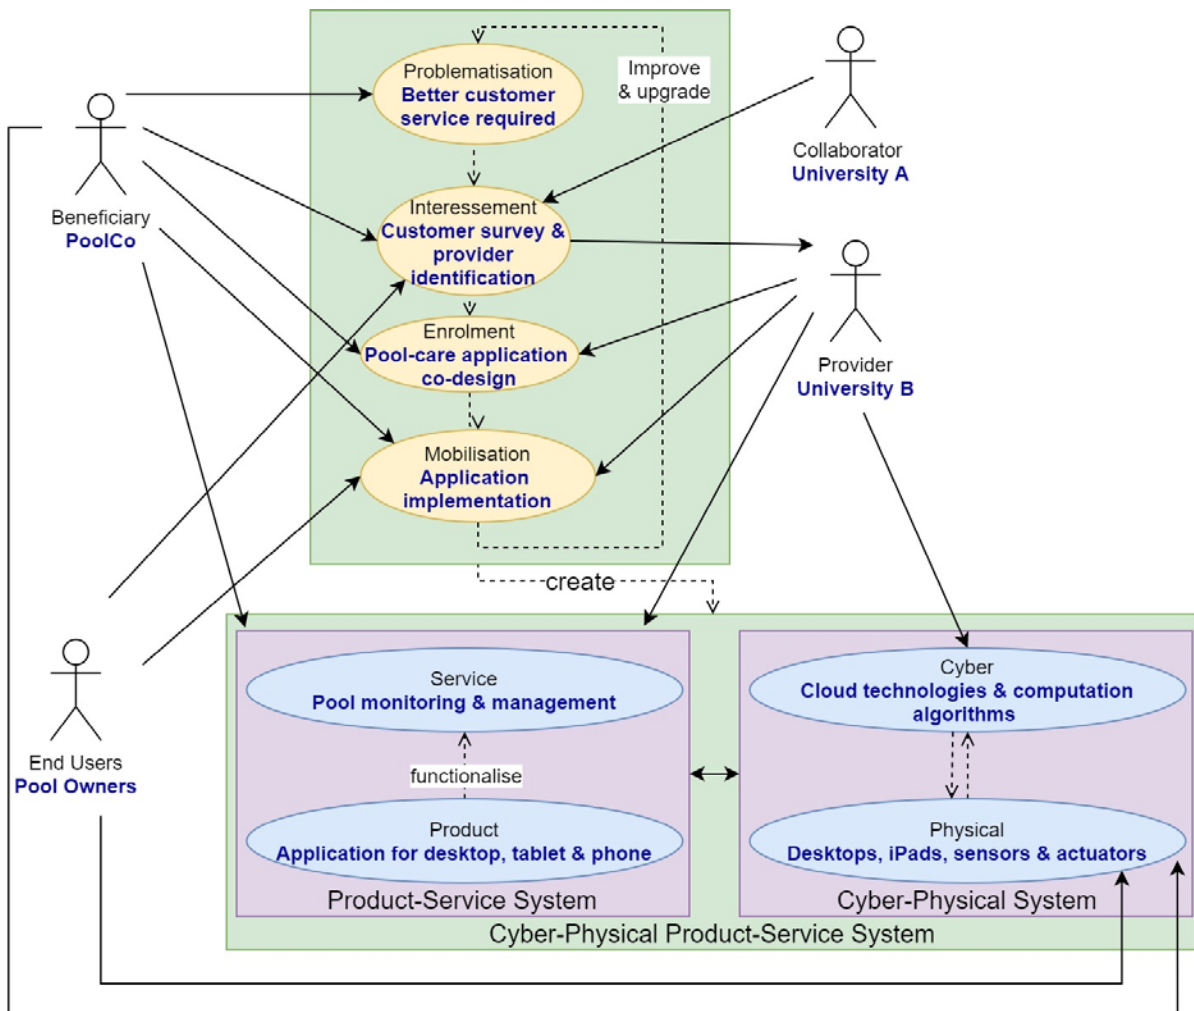 Problematisation
Better customer
service required
Improve
& upgrade
Collaborator
University A
Beneficiary
PoolCo
Interessement
Customer survey &
provider
identification
Enrolment
Pool-care application
co-design
Provider
University B
Mobilisation
Application
implementation
create
Service
Pool monitoring & management
Cyber
Cloud technologies & computation
algorithms
End Users
Pool Owners
functionalise
Product
Application for desktop, tablet & phone
Physical
Desktops, iPads, sensors & actuators
Product-Service System
Cyber-Physical System
Cyber-Physical Product-Service System